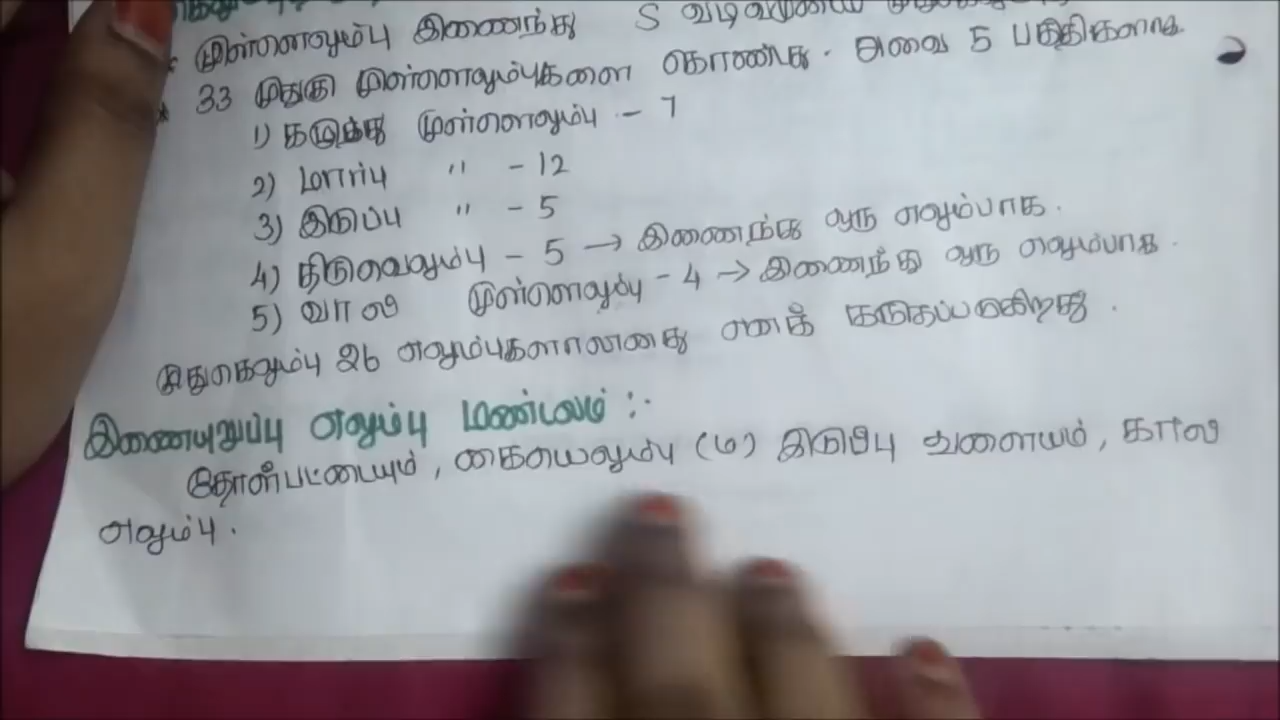 முள்ளெலும்பு இணைந்து S வடிவமுடைய
* 33 முதுகு முள்ளெலும்புகளை கொண்டது. அவை 5 பகுதிகளாக
1) கழுத்து முள்ளெலும்பு - 7
2) மார்பு " - 12
3) இடுப்பு " - 5
4) திருவெலும்பு - 5 → இணைந்து ஒரு எலும்பாக.
5) வால் முள்ளெலும்பு - 4 → இணைந்து ஒரு எலும்பாக.
முதுகெலும்பு 26 எலும்புகளாலானது எனக் கருதப்படுகிறது.
இணையுறுப்பு எலும்பு மண்டலம் :-
தோள்பட்டையும், கையெலும்பு (ம) இடுப்பு வளையம், கால்
எலும்பு.